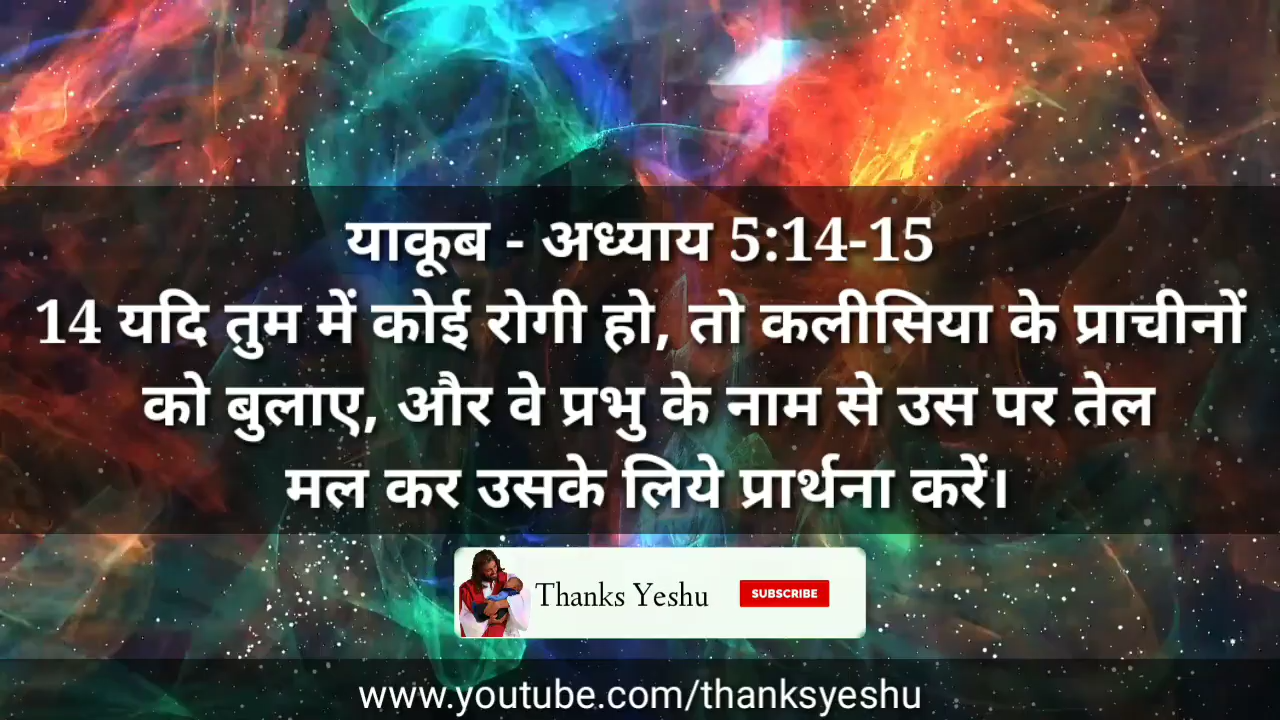 याकूब - अध्याय 5:14-15
14 यदि तुम में कोई रोगी हो, तो कलीसिया के प्राचीनों
को बुलाए, और वे प्रभु के नाम से उस पर तेल
मल कर उसके लिये प्रार्थना करें।
Thanks Yeshu SUBSCRIBE
www.youtube.com/thanksyeshu